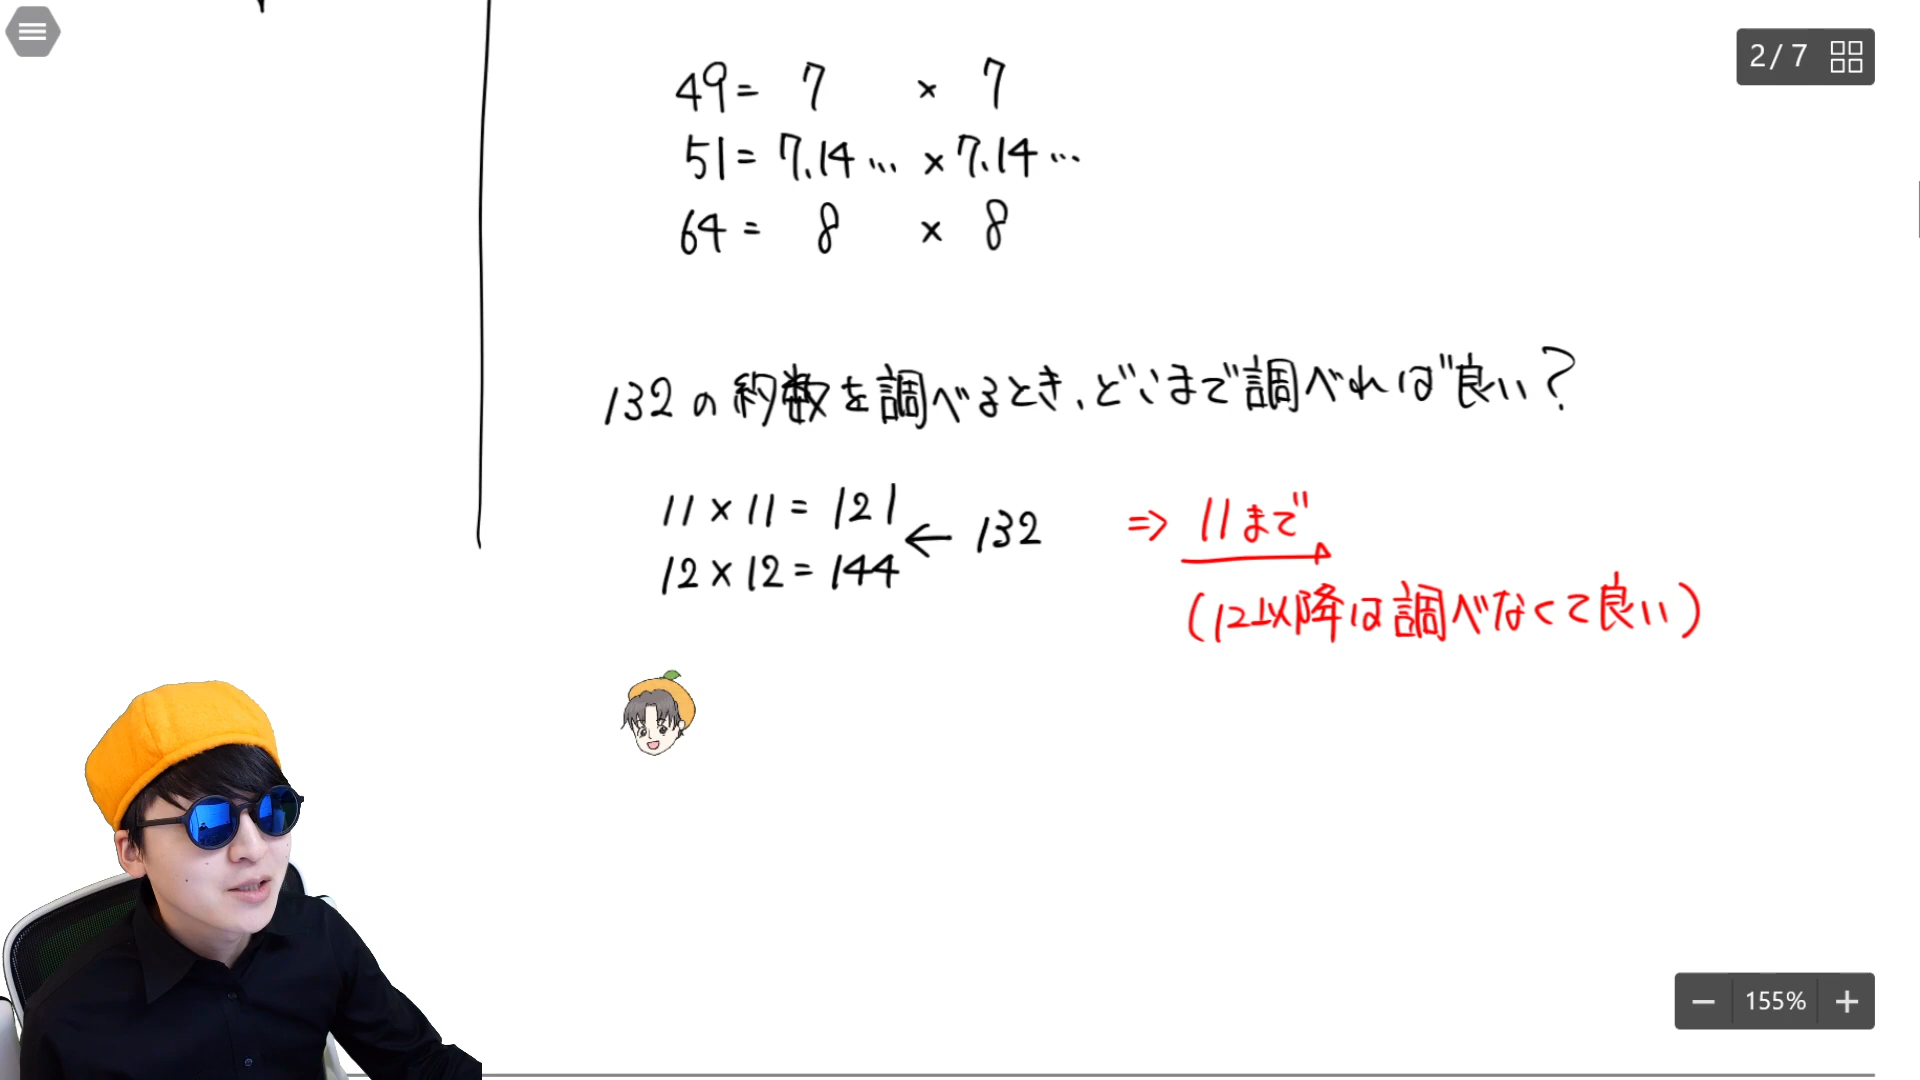 2/7
49= 7 × 7
51= 7.14… × 7.14…
64= 8 × 8
132の約数を調べるとき、どこまで調べれば良い?
11×11=121
12×12=144
← 132
⇒ 11まで
(12以降は調べなくて良い)
− 155% +